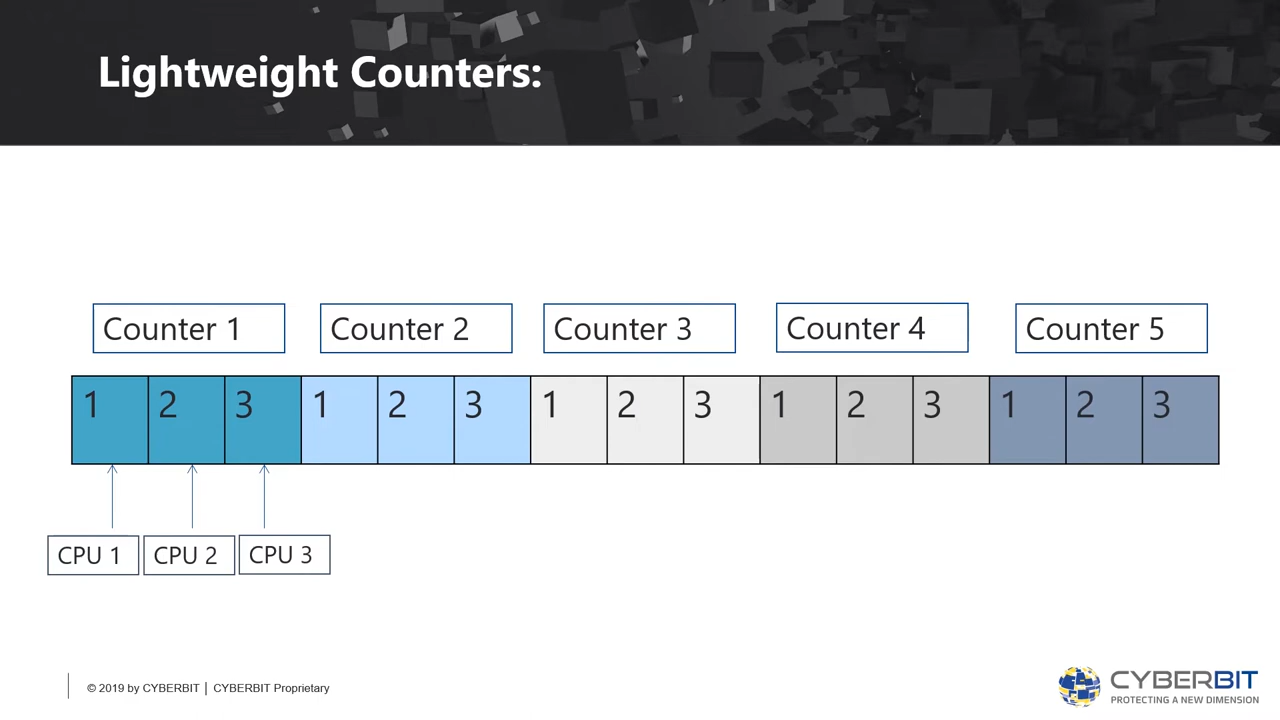 Lightweight Counters:
Counter 1 Counter 2 Counter 3 Counter 4 Counter 5
1 2 3 1 2 3 1 2 3 1 2 3 1 2 3
CPU 1 CPU 2 CPU 3
© 2019 by CYBERBIT | CYBERBIT Proprietary
CYBERBIT
PROTECTING A NEW DIMENSION